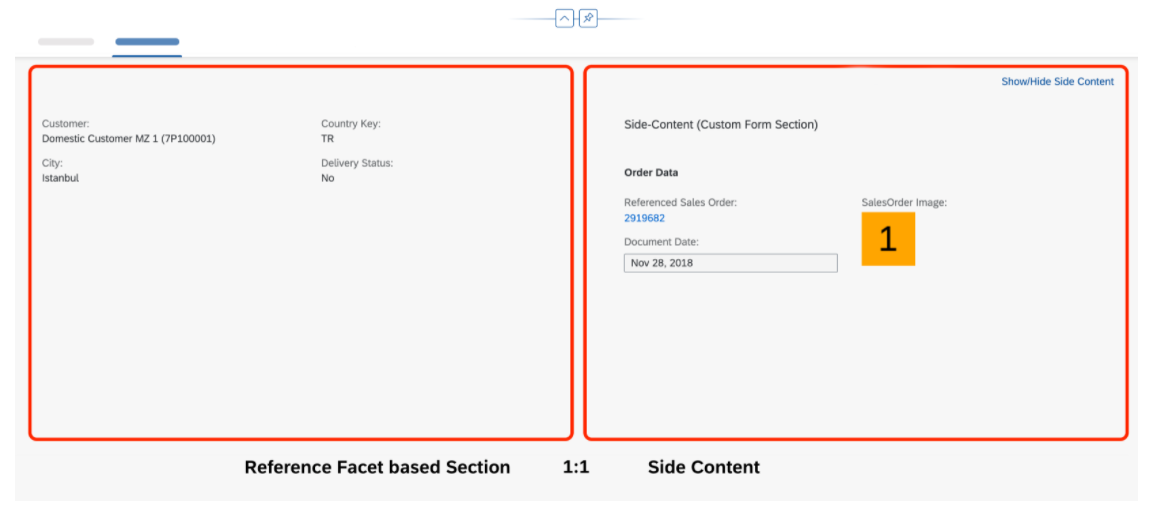 Show/Hide Side Content
Customer:
Domestic Customer MZ 1 (7P100001)
City:
Istanbul
Country Key:
TR
Delivery Status:
No
Side-Content (Custom Form Section)
Order Data
Referenced Sales Order:
2919682
Document Date:
Nov 28, 2018
SalesOrder Image:
1
Reference Facet based Section 1:1 Side Content